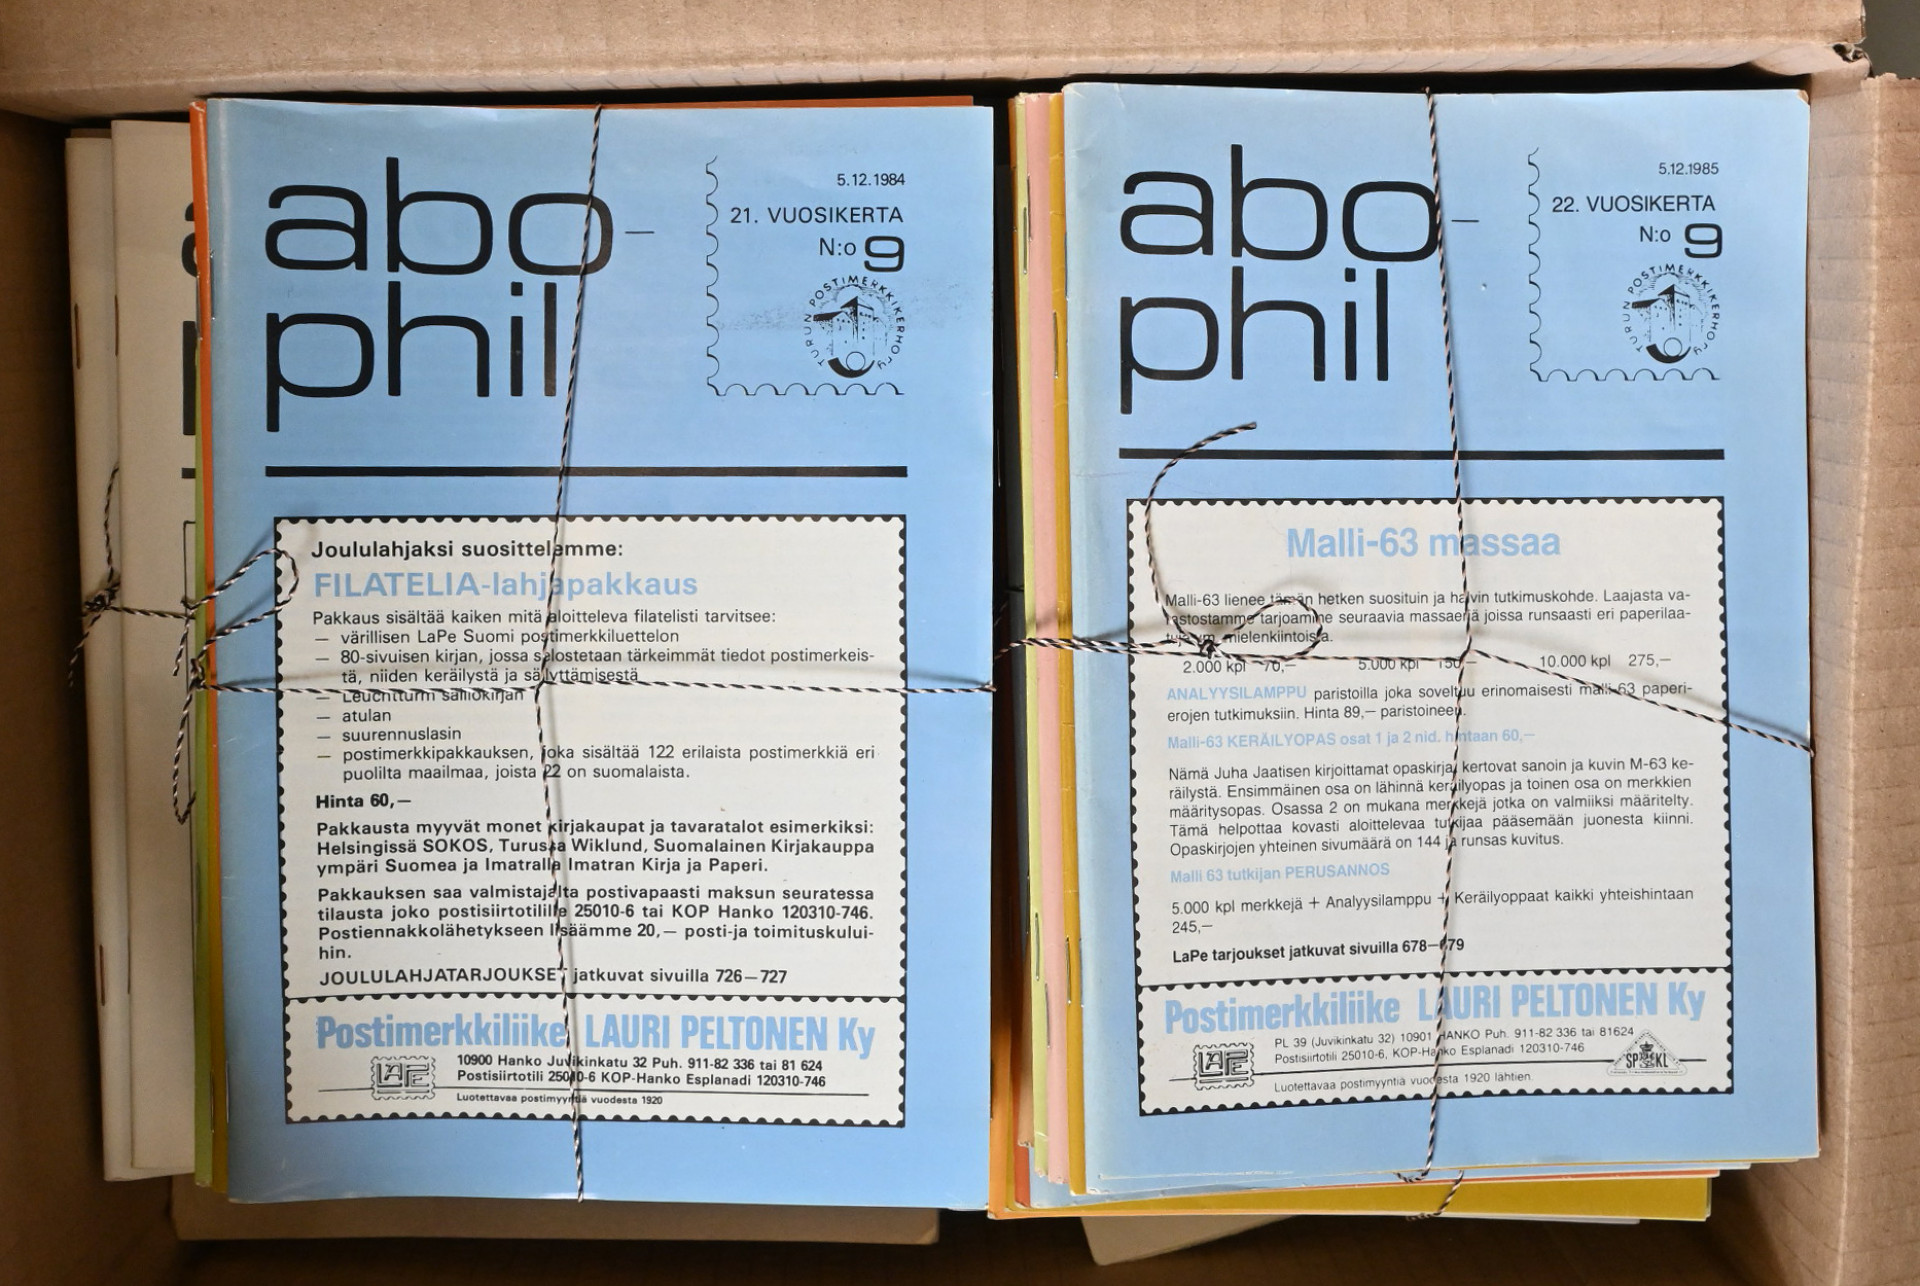 abo-
phil
5.12.1984
21. VUOSIKERTA
N:o 9
TURUN POSTIMERKKIKERHO ry
Joululahjaksi suosittelemme:
FILATELIA-lahjapakkaus
Pakkaus sisältää kaiken mitä aloitteleva filatelisti tarvitsee:
— värillisen LaPe Suomi postimerkkiluettelon
— 80-sivuisen kirjan, jossa selostetaan tärkeimmät tiedot postimerkeis-
tä, niiden keräilystä ja säilyttämisestä
— Leuchtturm säiliökirjan
— atulan
— suurennuslasin
— postimerkkipakkauksen, joka sisältää 122 erilaista postimerkkiä eri
puolilta maailmaa, joista 22 on suomalaista.
Hinta 60,—
Pakkausta myyvät monet kirjakaupat ja tavaratalot esimerkiksi:
Helsingissä SOKOS, Turussa Wiklund, Suomalainen Kirjakauppa
ympäri Suomea ja Imatralla Imatran Kirja ja Paperi.
Pakkauksen saa valmistajalta postivapaasti maksun seuratessa
tilausta joko postisiirtotilille 25010-6 tai KOP Hanko 120310-746.
Postiennakkolähetykseen lisäämme 20,— posti-ja toimituskului-
hin.
JOULULAHJATARJOUKSET jatkuvat sivuilla 726—727
Postimerkkiliike LAURI PELTONEN Ky
LAPE
10900 Hanko Juvikinkatu 32 Puh. 911-82 336 tai 81 624
Postisiirtotili 25010-6 KOP-Hanko Esplanadi 120310-746
Luotettavaa postimyyntiä vuodesta 1920
abo-
phil
5.12.1985
22. VUOSIKERTA
N:o 9
TURUN POSTIMERKKIKERHO ry
Malli-63 massaa
Malli-63 lienee tämän hetken suosituin ja halvin tutkimuskohde. Laajasta va-
rastostamme tarjoamme seuraavia massaeriä joissa runsaasti eri paperilaa-
tuja ym. mielenkiintoista.
2.000 kpl 70,— 5.000 kpl 150,— 10.000 kpl 275,—
ANALYYSILAMPPU paristoilla joka soveltuu erinomaisesti malli-63 paperi-
erojen tutkimuksiin. Hinta 89,— paristoineen.
Malli-63 KERÄILYOPAS osat 1 ja 2 nid. hintaan 60,—
Nämä Juha Jaatisen kirjoittamat opaskirjat kertovat sanoin ja kuvin M-63 ke-
räilystä. Ensimmäinen osa on lähinnä keräilyopas ja toinen osa on merkkien
määritysopas. Osassa 2 on mukana merkkejä jotka on valmiiksi määritelty.
Tämä helpottaa kovasti aloittelevaa tutkijaa pääsemään juonesta kiinni.
Opaskirjojen yhteinen sivumäärä on 144 ja runsas kuvitus.
Malli 63 tutkijan PERUSANNOS
5.000 kpl merkkejä + Analyysilamppu + Keräilyoppaat kaikki yhteishintaan
245,—
LaPe tarjoukset jatkuvat sivuilla 678—679
Postimerkkiliike LAURI PELTONEN Ky
LAPE
PL 39 (Juvikinkatu 32) 10901 HANKO Puh. 911-82 336 tai 81624
Postisiirtotili 25010-6, KOP-Hanko Esplanadi 120310-746
Luotettavaa postimyyntiä vuodesta 1920 lähtien.
SPKL